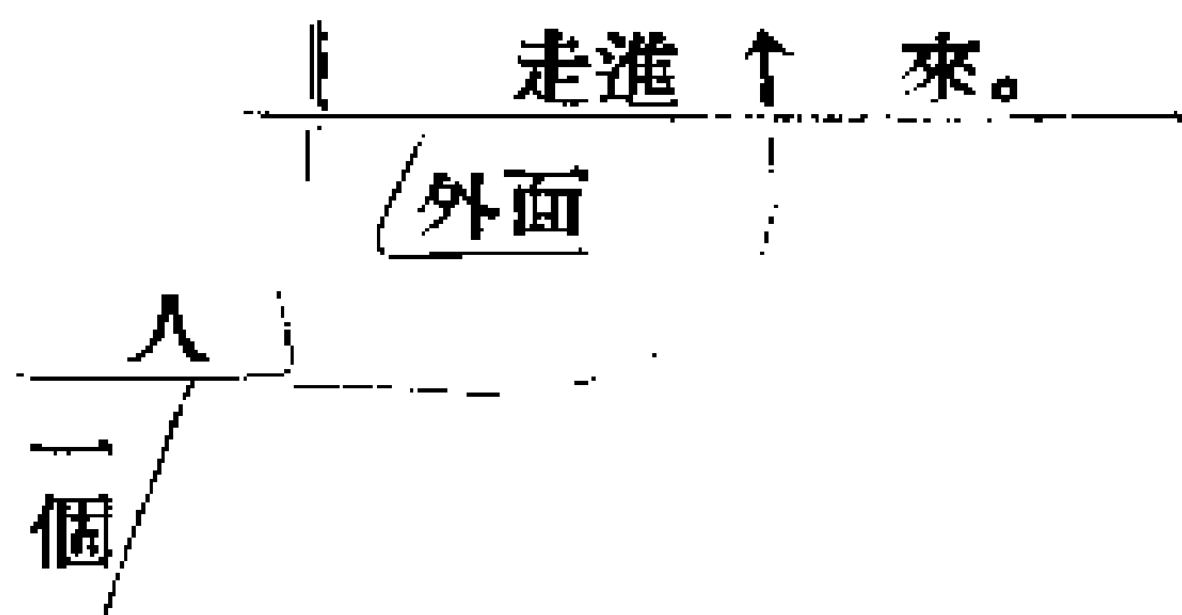 走進 ↑ 來。
外面
人
一個